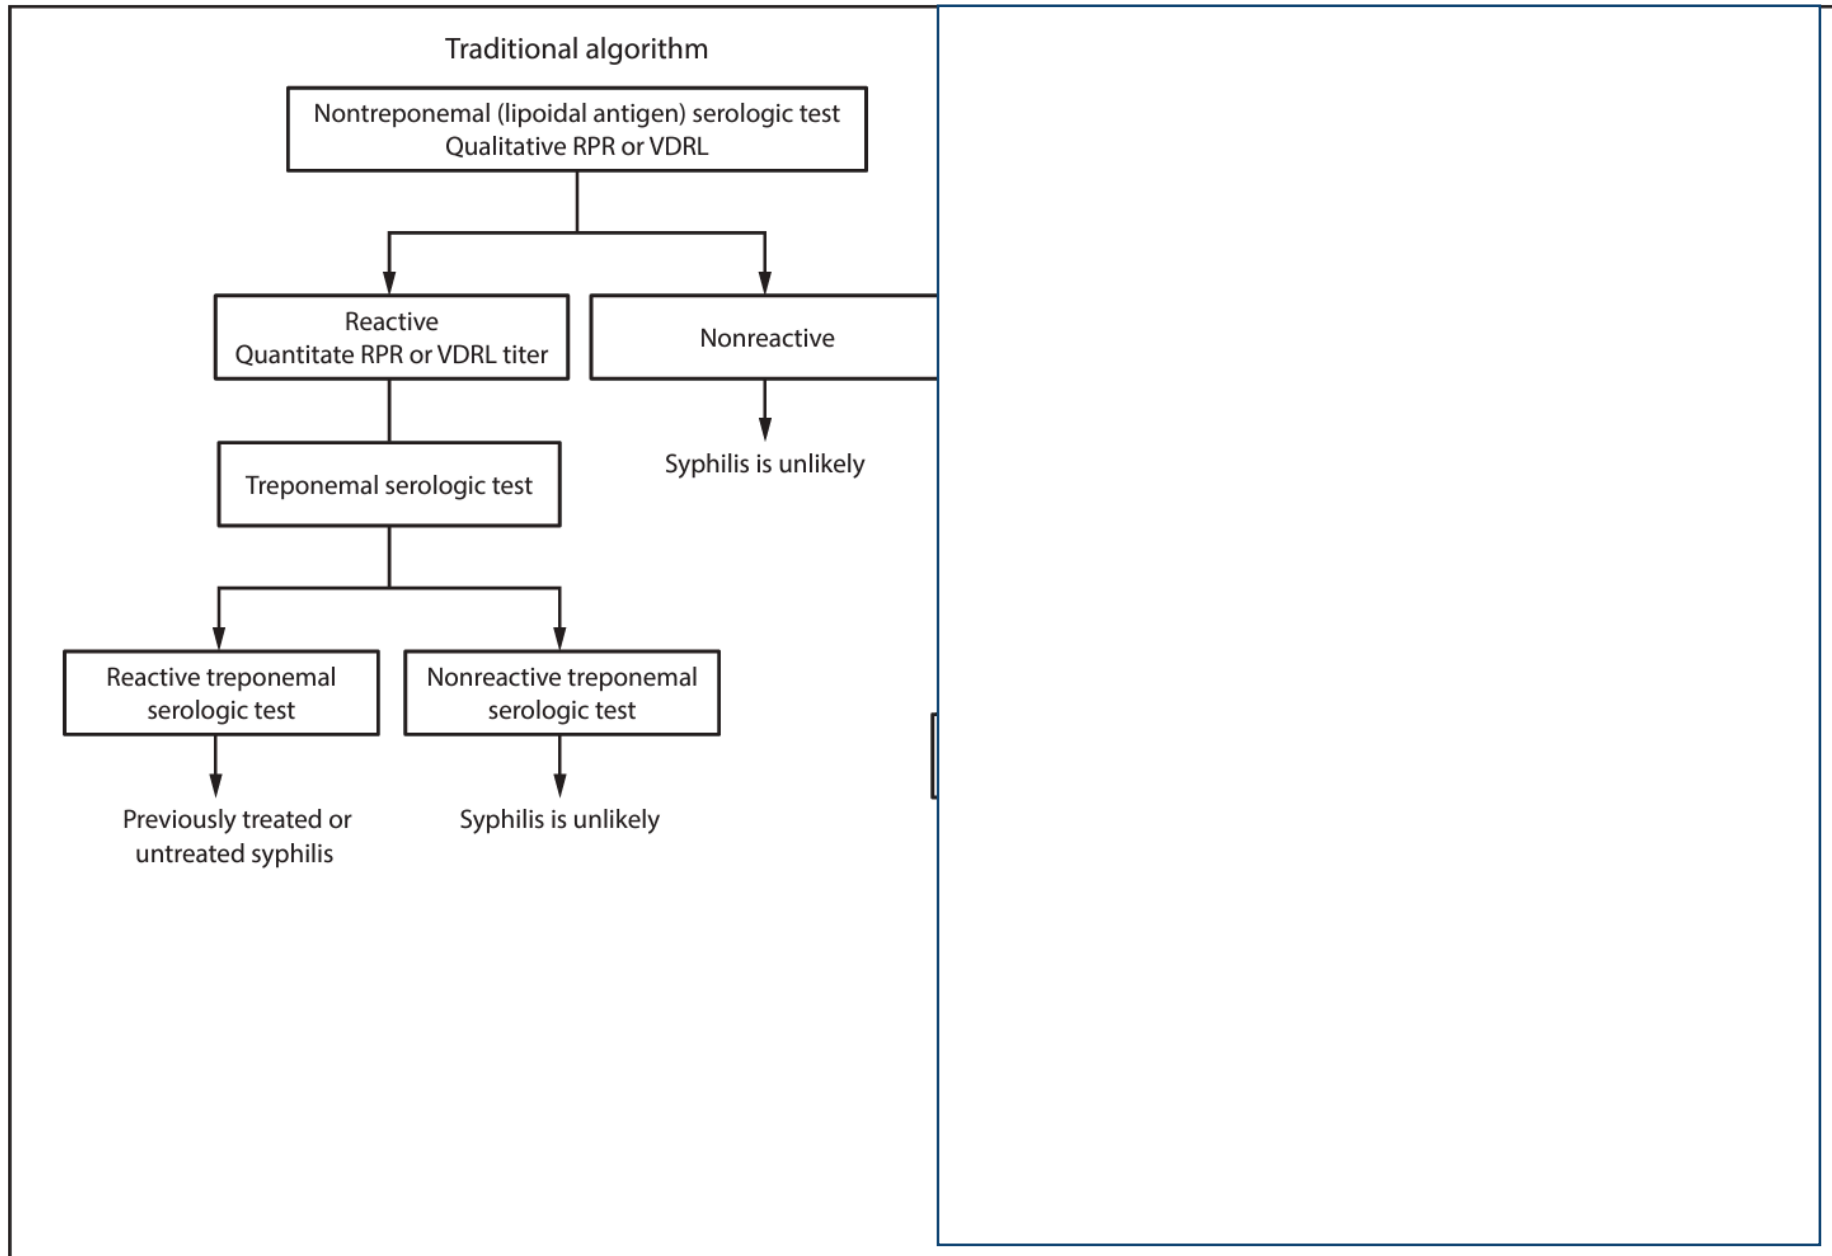 Traditional algorithm
Nontreponemal (lipoidal antigen) serologic test
Qualitative RPR or VDRL
Reactive
Quantitate RPR or VDRL titer
Nonreactive
Treponemal serologic test
Syphilis is unlikely
Reactive treponemal
serologic test
Nonreactive treponemal
serologic test
Previously treated or
untreated syphilis
Syphilis is unlikely